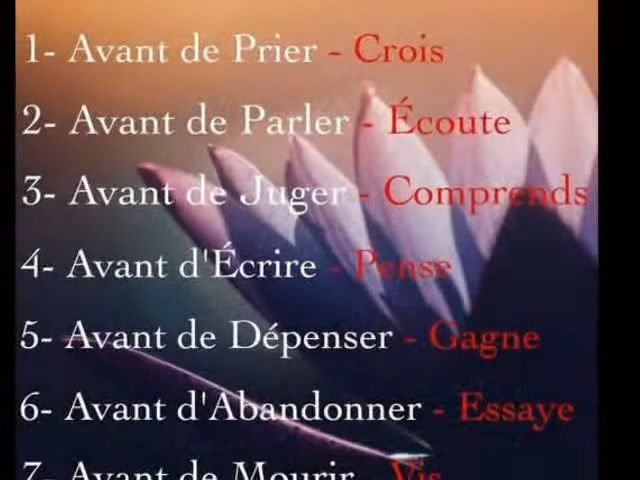 1- Avant de Prier - Crois
2- Avant de Parler - Écoute
3- Avant de Juger - Comprends
4- Avant d'Écrire - Pense
5- Avant de Dépenser - Gagne
6- Avant d'Abandonner - Essaye
7- Avant de Mourir - Vis